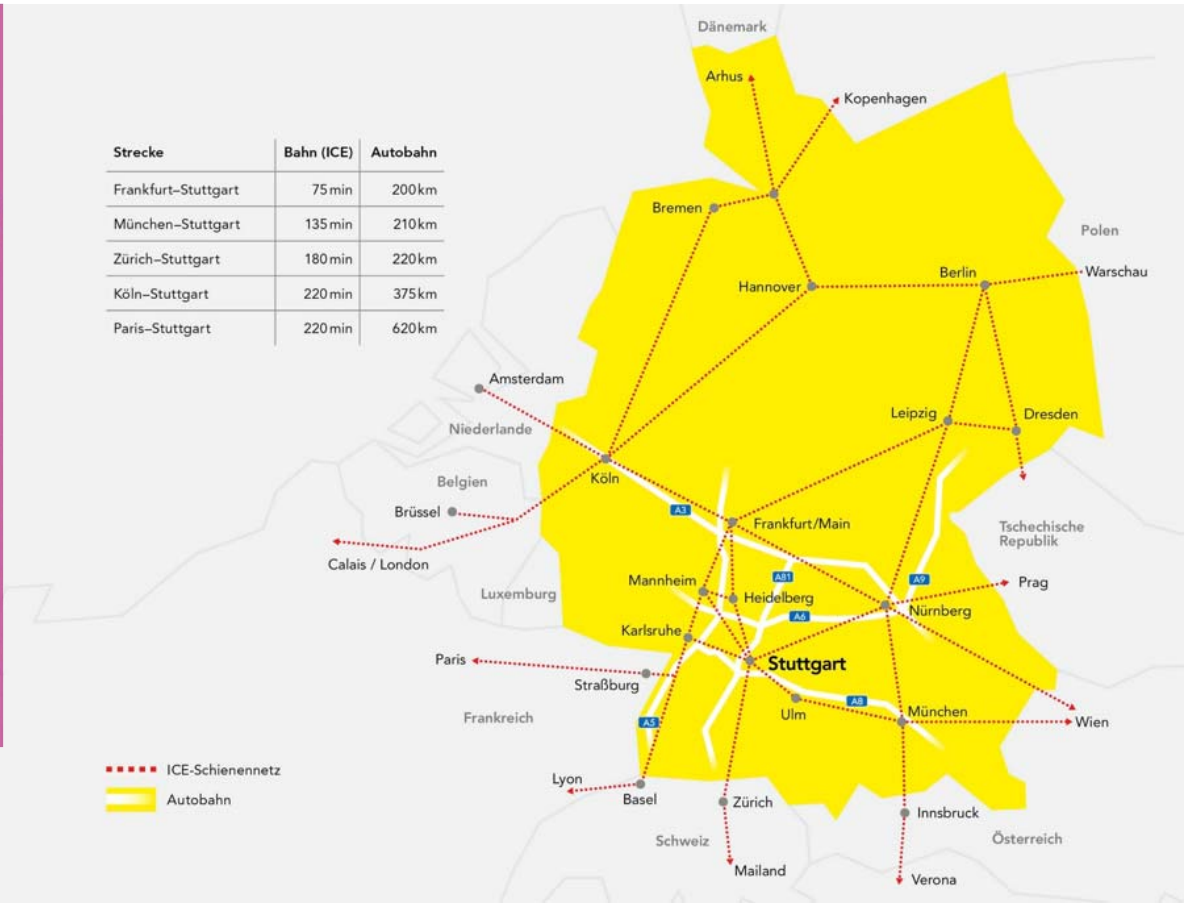 Dänemark
Arhus
Kopenhagen
Strecke Bahn (ICE) Autobahn
Frankfurt–Stuttgart 75 min 200 km
München–Stuttgart 135 min 210 km
Zürich–Stuttgart 180 min 220 km
Köln–Stuttgart 220 min 375 km
Paris–Stuttgart 220 min 620 km
Bremen
Polen
Hannover
Berlin
Warschau
Amsterdam
Niederlande
Leipzig
Dresden
Belgien
Köln
Brüssel
A3
Frankfurt/Main
Tschechische
Republik
Calais / London
Luxemburg
Mannheim
A81
Heidelberg
A9
Prag
A6
Nürnberg
Karlsruhe
Paris
Stuttgart
Straßburg
Frankreich
A5
Ulm
A8
München
Wien
ICE-Schienennetz
Autobahn
Lyon
Basel
Zürich
Innsbruck
Schweiz
Österreich
Mailand
Verona